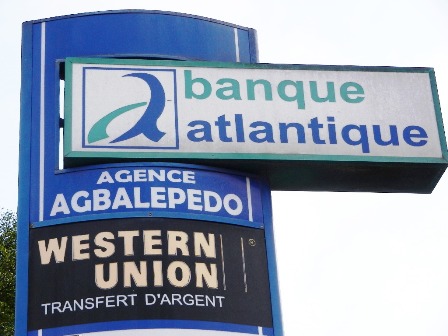 banque
atlantique
AGENCE
AGBALEPEDO
WESTERN
UNION
®
TRANSFERT D'ARGENT